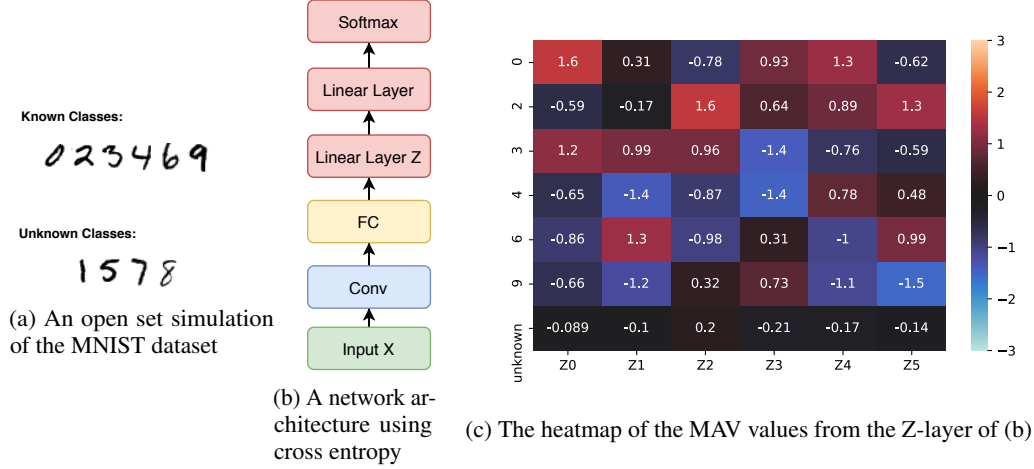 Known Classes:
0 2 3 4 6 9
Unknown Classes:
1 5 7 8
(a) An open set simulation
of the MNIST dataset
Softmax
Linear Layer
Linear Layer Z
FC
Conv
Input X
(b) A network ar-
chitecture using
cross entropy
0 1.6 0.31 -0.78 0.93 1.3 -0.62
2 -0.59 -0.17 1.6 0.64 0.89 1.3
3 1.2 0.99 0.96 -1.4 -0.76 -0.59
4 -0.65 -1.4 -0.87 -1.4 0.78 0.48
6 -0.86 1.3 -0.98 0.31 -1 0.99
9 -0.66 -1.2 0.32 0.73 -1.1 -1.5
unknown -0.089 -0.1 0.2 -0.21 -0.17 -0.14
Z0 Z1 Z2 Z3 Z4 Z5
3
2
1
0
−1
−2
−3
(c) The heatmap of the MAV values from the Z-layer of (b)